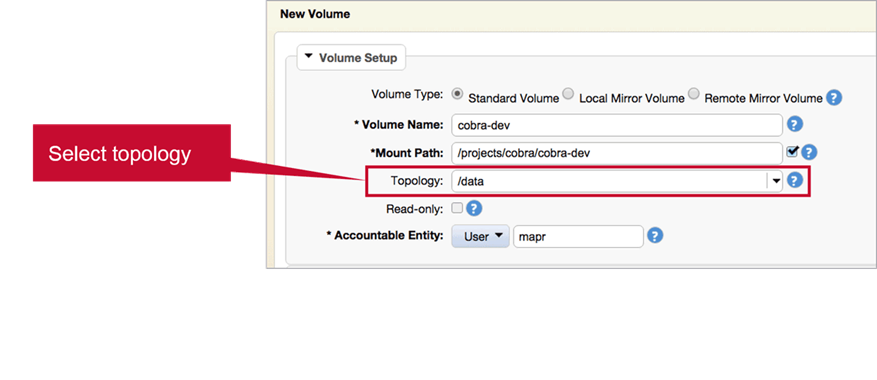 New Volume
Volume Setup
Volume Type: Standard Volume Local Mirror Volume Remote Mirror Volume ?
* Volume Name: cobra-dev ?
*Mount Path: /projects/cobra/cobra-dev ?
Select topology
Topology: /data ?
Read-only: ?
* Accountable Entity: User mapr ?